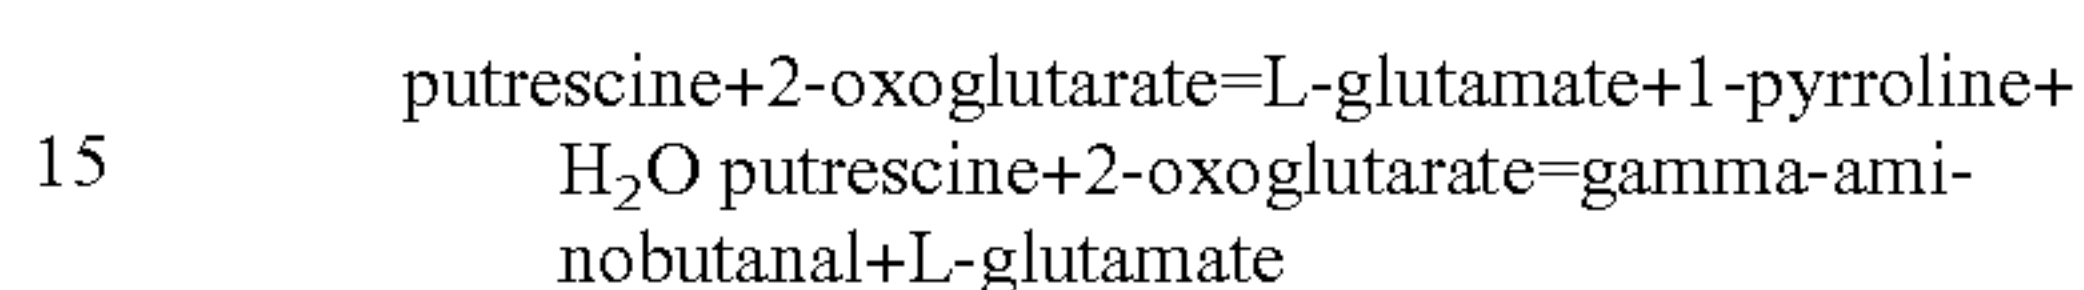 putrescine+2-oxoglutarate=L-glutamate+1-pyrroline+
15 H₂O putrescine+2-oxoglutarate=gamma-ami-
nobutanal+L-glutamate